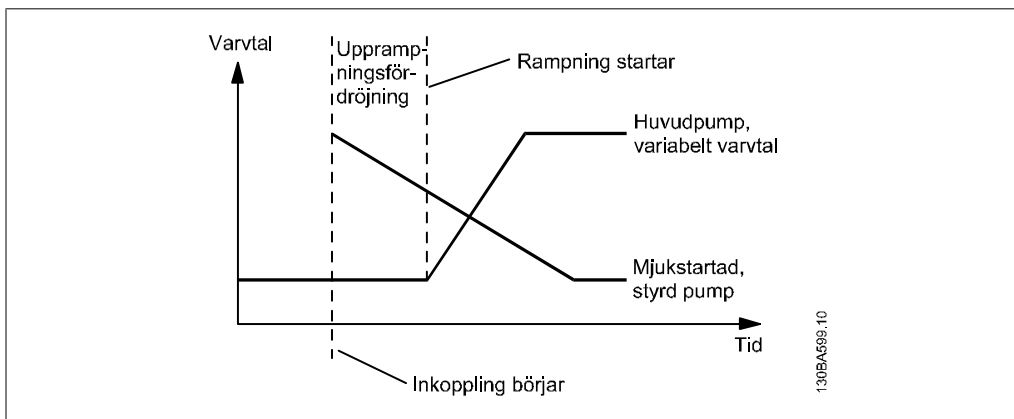 Varvtal
Uppramp-
ningsför-
dröjning
Rampning startar
Huvudpump,
variabelt varvtal
Mjukstartad,
styrd pump
Tid
Inkoppling börjar
130BA599.10